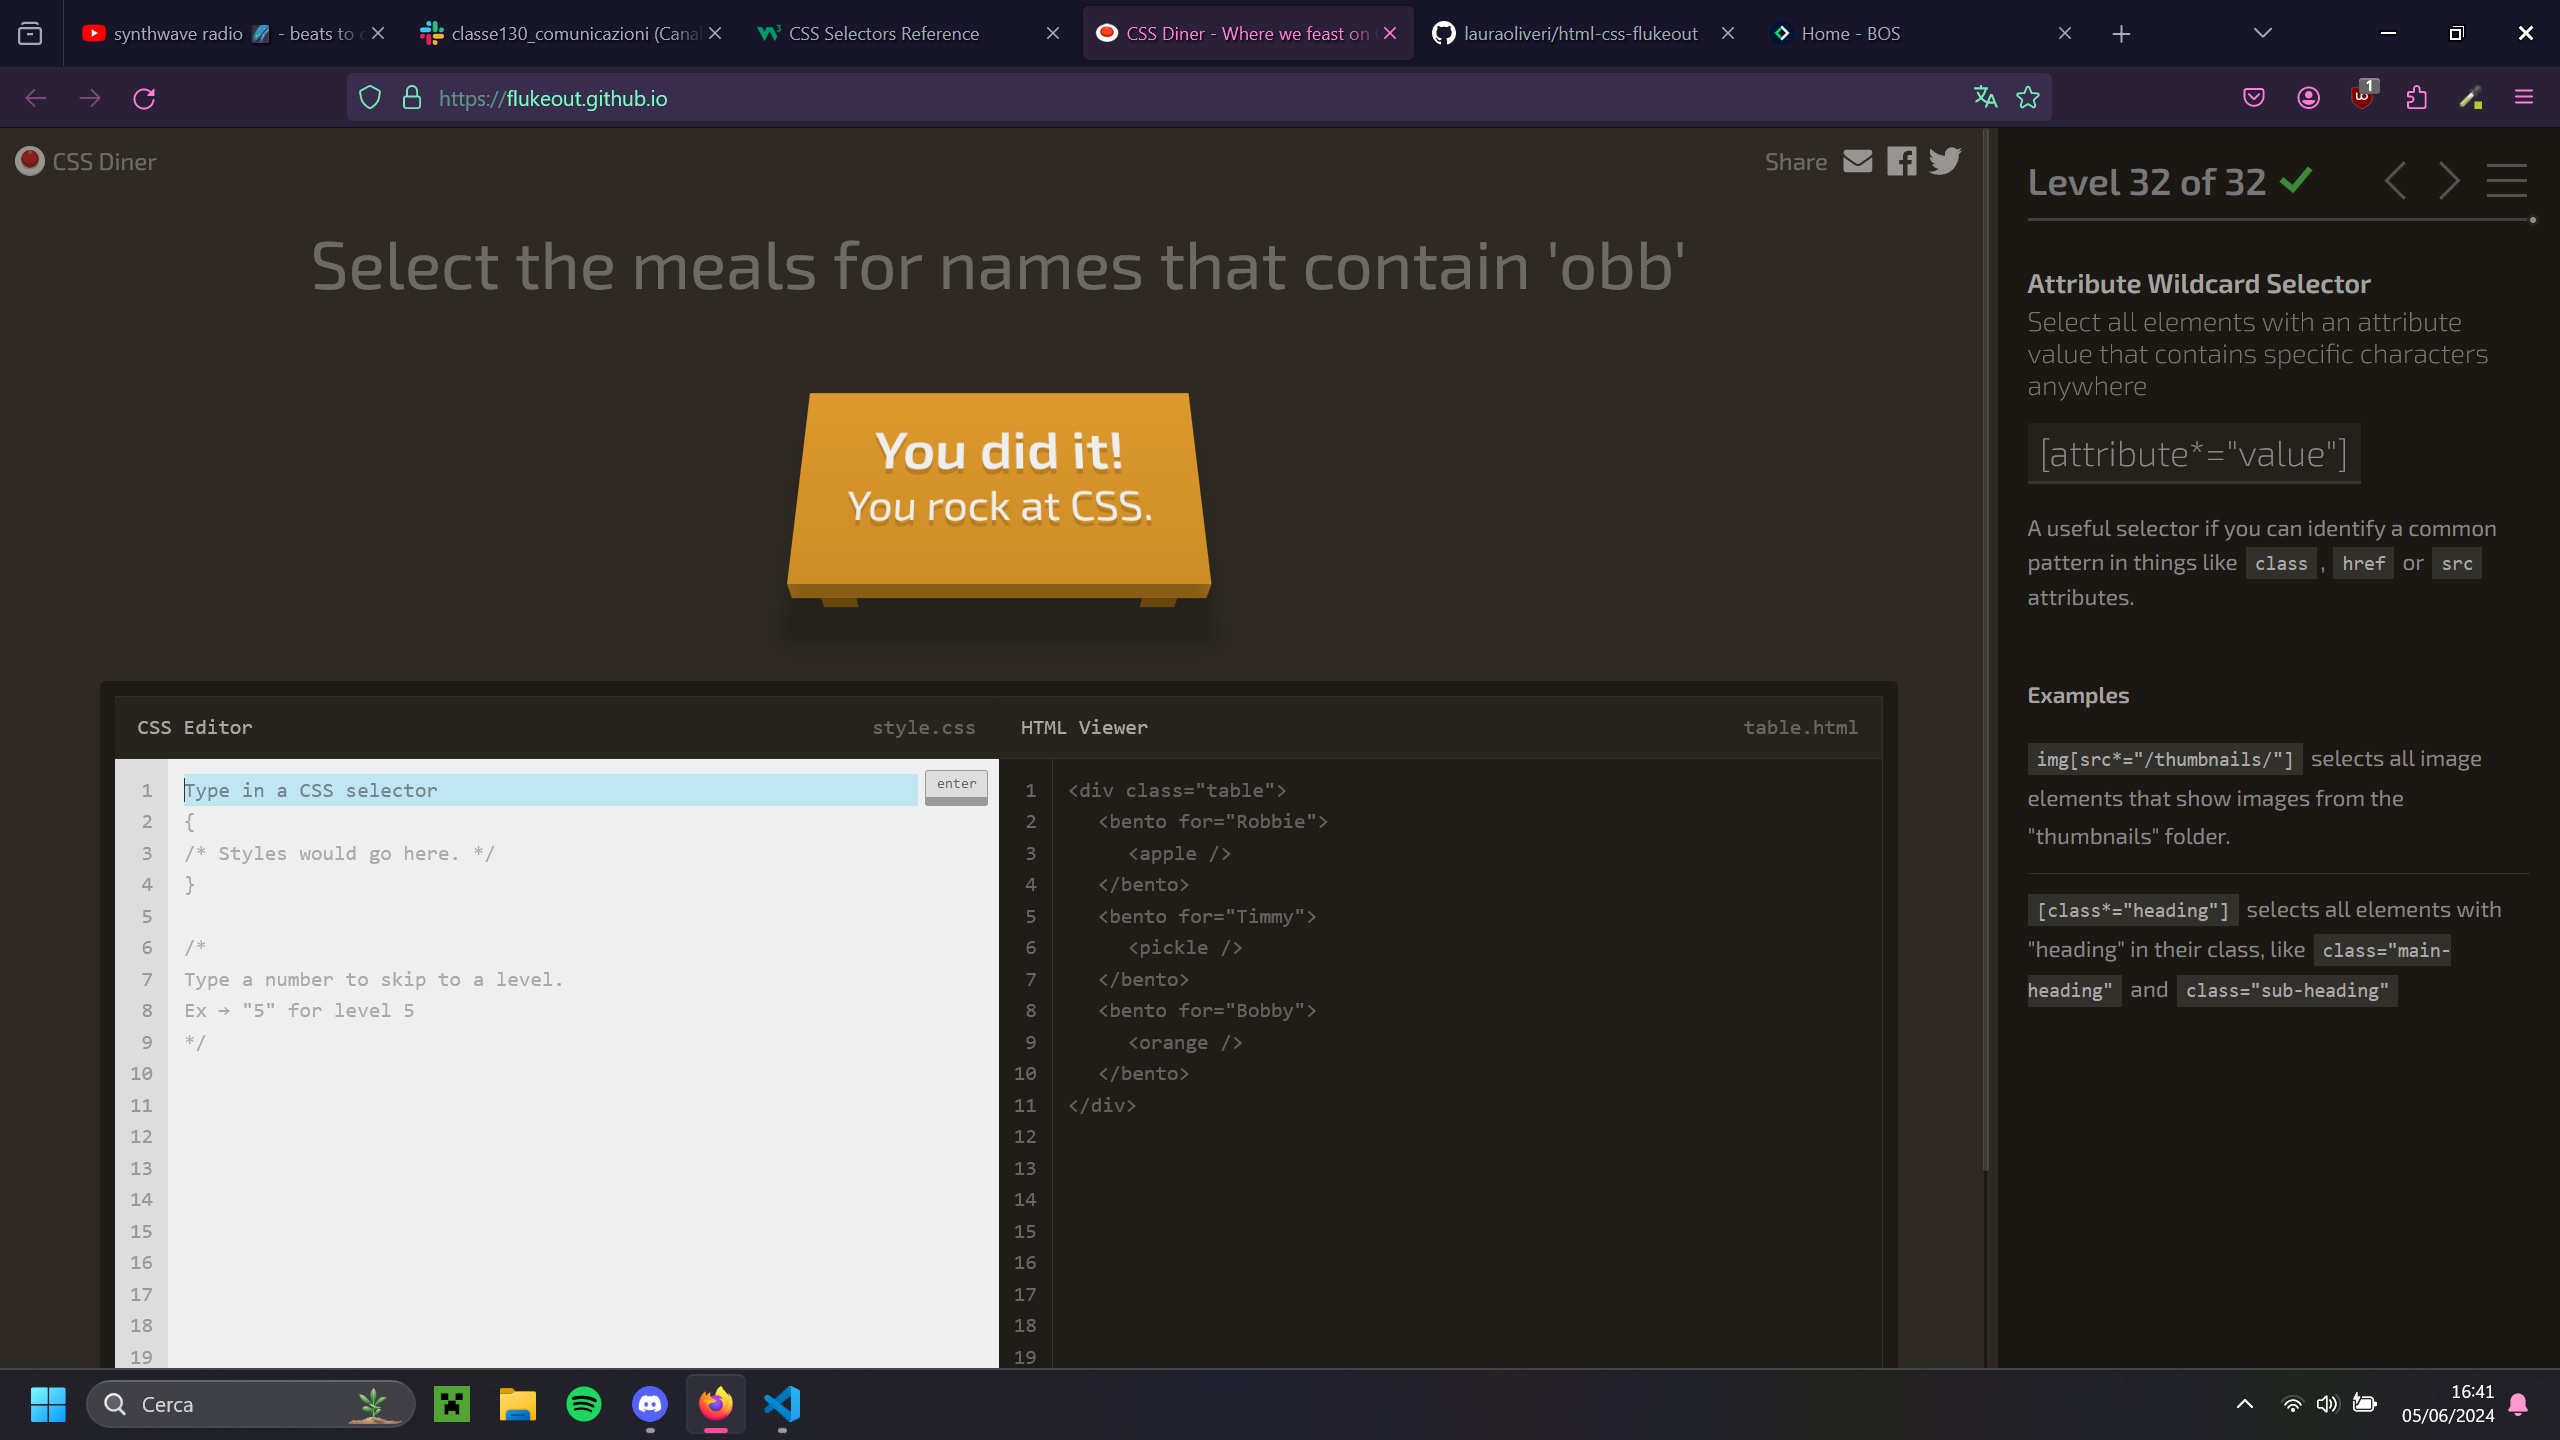 synthwave radio - beats to
classe130_comunicazioni (Cana
CSS Selectors Reference
CSS Diner - Where we feast on
lauraoliveri/html-css-flukeout
Home - BOS
https://flukeout.github.io
1
CSS Diner
Share
Select the meals for names that contain 'obb'
You did it!
You rock at CSS.
CSS Editor
style.css
HTML Viewer
table.html
1 Type in a CSS selector
enter
2 {
3 /* Styles would go here. */
4 }
5
6 /*
7 Type a number to skip to a level.
8 Ex → "5" for level 5
9 */
10
11
12
13
14
15
16
17
18
19
1 <div class="table">
2 <bento for="Robbie">
3 <apple />
4 </bento>
5 <bento for="Timmy">
6 <pickle />
7 </bento>
8 <bento for="Bobby">
9 <orange />
10 </bento>
11 </div>
12
13
14
15
16
17
18
19
Level 32 of 32
Attribute Wildcard Selector
Select all elements with an attribute
value that contains specific characters
anywhere
[attribute*="value"]
A useful selector if you can identify a common
pattern in things like class , href or src
attributes.
Examples
img[src*="/thumbnails/"] selects all image
elements that show images from the
"thumbnails" folder.
[class*="heading"] selects all elements with
"heading" in their class, like class="main-
heading" and class="sub-heading"
Cerca
16:41
05/06/2024